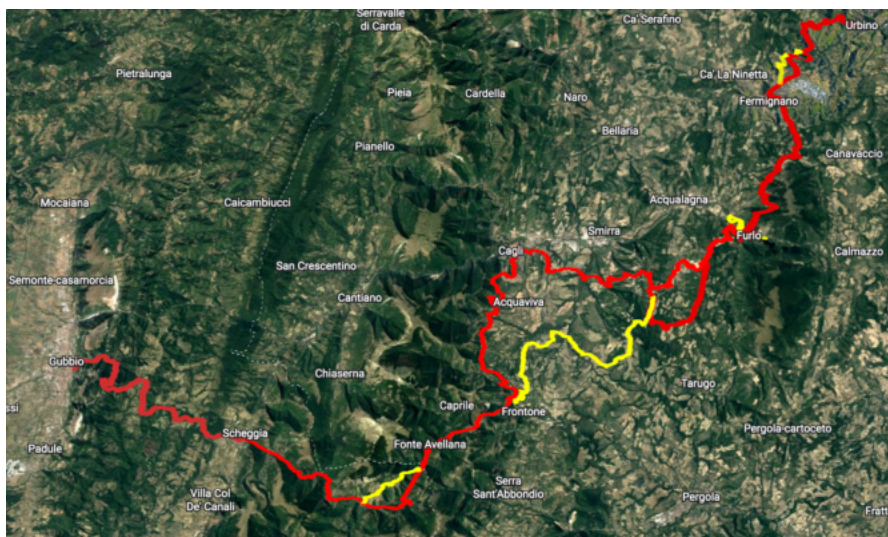 Serravalle
di Carda
Ca' Serafino
Urbino
Pietralunga
Ca' La Ninetta
Pieia
Cardella
Naro
Fermignano
Bellaria
Pianello
Canavaccio
Mocaiana
Caicambiucci
Acqualagna
Smirra
Furlo
Cagli
Calmazzo
San Crescentino
Semonte-casamorcia
Cantiano
Acquaviva
Gubbio
Chiaserna
Tarugo
Caprile
Frontone
ssi
Scheggia
Pergola-cartoceto
Padule
Fonte Avellana
Serra
Sant'Abbondio
Villa Col
De' Canali
Pergola
Fratt